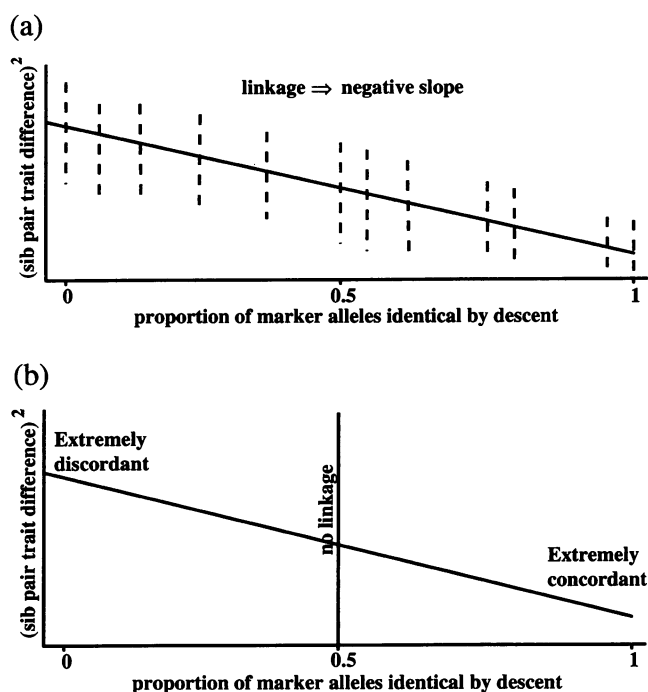 (a)
(sib pair trait difference)²
linkage ⇒ negative slope
0 0.5 1
proportion of marker alleles identical by descent
(b)
(sib pair trait difference)²
Extremely
discordant
no linkage
Extremely
concordant
0 0.5 1
proportion of marker alleles identical by descent